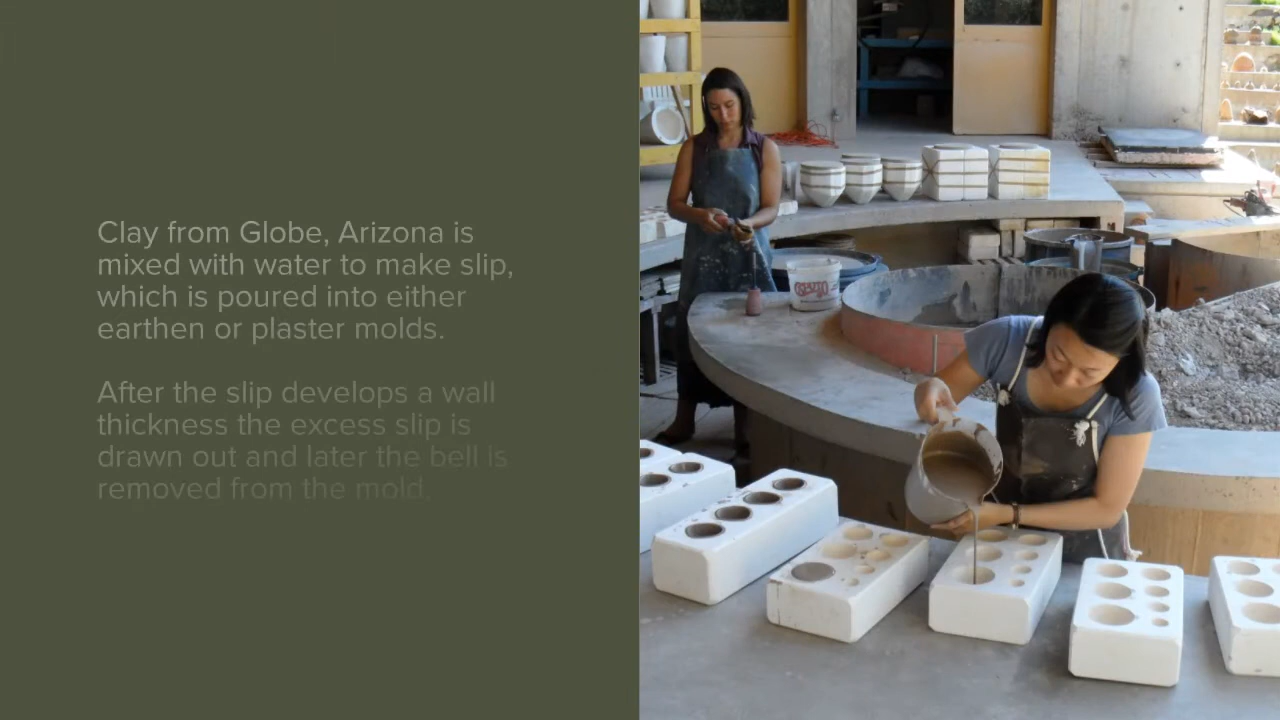 Clay from Globe, Arizona is
mixed with water to make slip,
which is poured into either
earthen or plaster molds.
After the slip develops a wall
thickness the excess slip is
drawn out and later the bell is
removed from the mold.